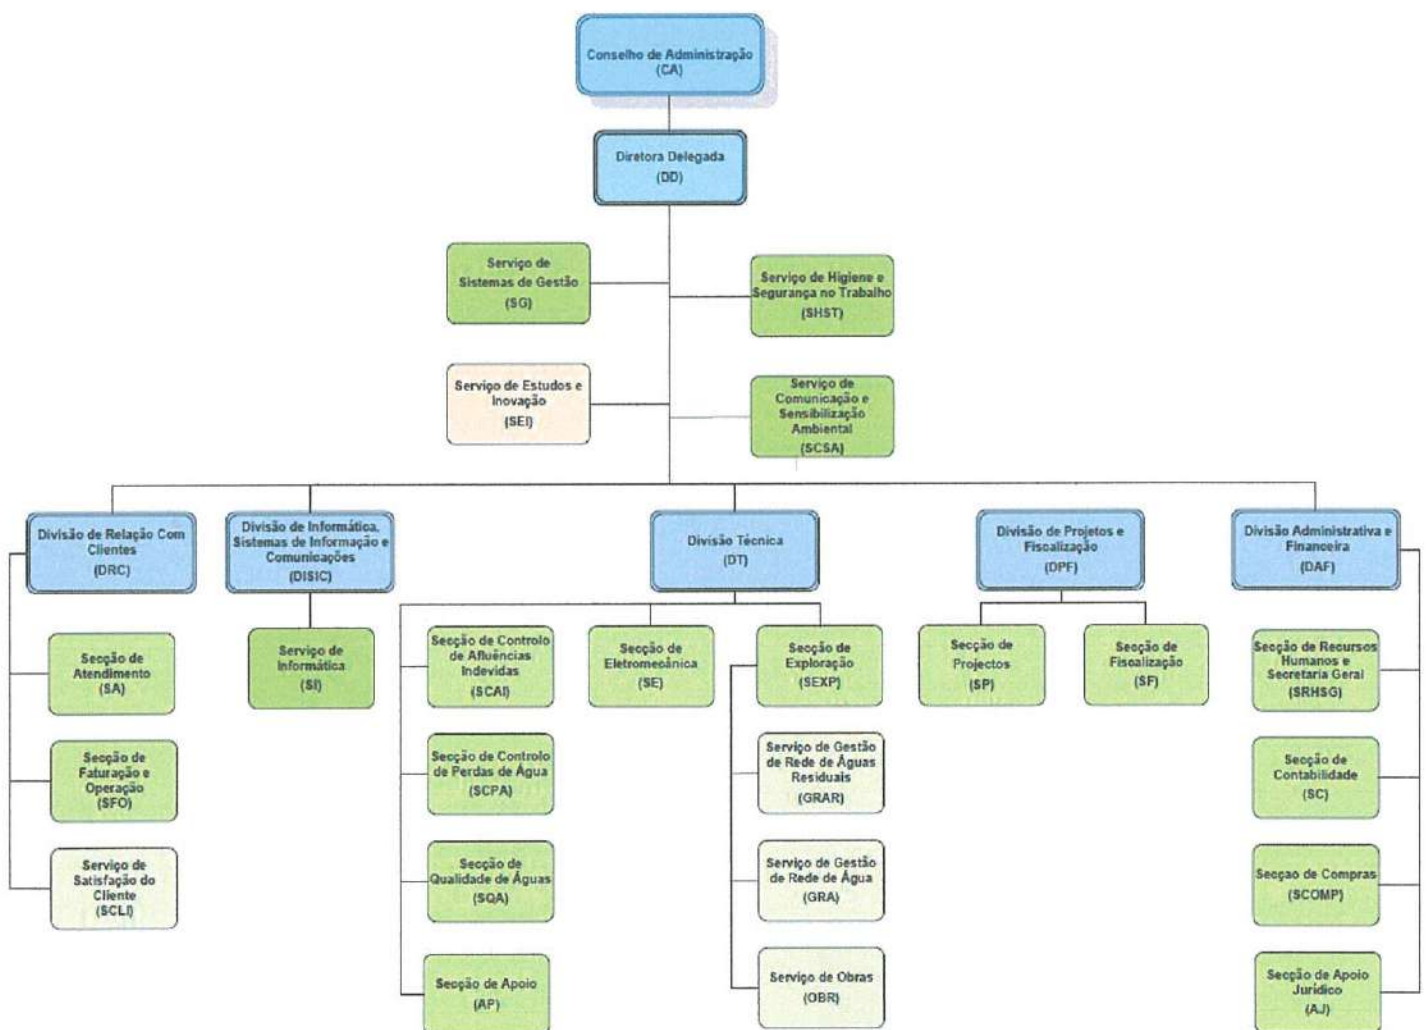 Conselho de Administração
(CA)
Diretora Delegada
(DD)
Serviço de
Sistemas de Gestão
(SG)
Serviço de Higiene e
Segurança no Trabalho
(SHST)
Serviço de Estudos e
Inovação
(SEI)
Serviço de
Comunicação e
Sensibilização
Ambiental
(SCSA)
Divisão de Relação Com
Clientes
(DRC)
Divisão de Informática,
Sistemas de Informação e
Comunicações
(DISIC)
Divisão Técnica
(DT)
Divisão de Projetos e
Fiscalização
(DPF)
Divisão Administrativa e
Financeira
(DAF)
Secção de
Atendimento
(SA)
Secção de
Faturação e
Operação
(SFO)
Serviço de
Satisfação do
Cliente
(SCLI)
Serviço de
Informática
(SI)
Secção de Controlo
de Afluências
Indevidas
(SCAI)
Secção de Controlo
de Perdas de Água
(SCPA)
Secção de
Qualidade de Águas
(SQA)
Secção de Apoio
(AP)
Secção de
Eletromecânica
(SE)
Secção de
Exploração
(SEXP)
Serviço de Gestão
de Rede de Águas
Residuais
(GRAR)
Serviço de Gestão
de Rede de Água
(GRA)
Serviço de Obras
(OBR)
Secção de
Projectos
(SP)
Secção de
Fiscalização
(SF)
Secção de Recursos
Humanos e
Secretaria Geral
(SRHSG)
Secção de
Contabilidade
(SC)
Secçao de Compras
(SCOMP)
Secção de Apoio
Jurídico
(AJ)